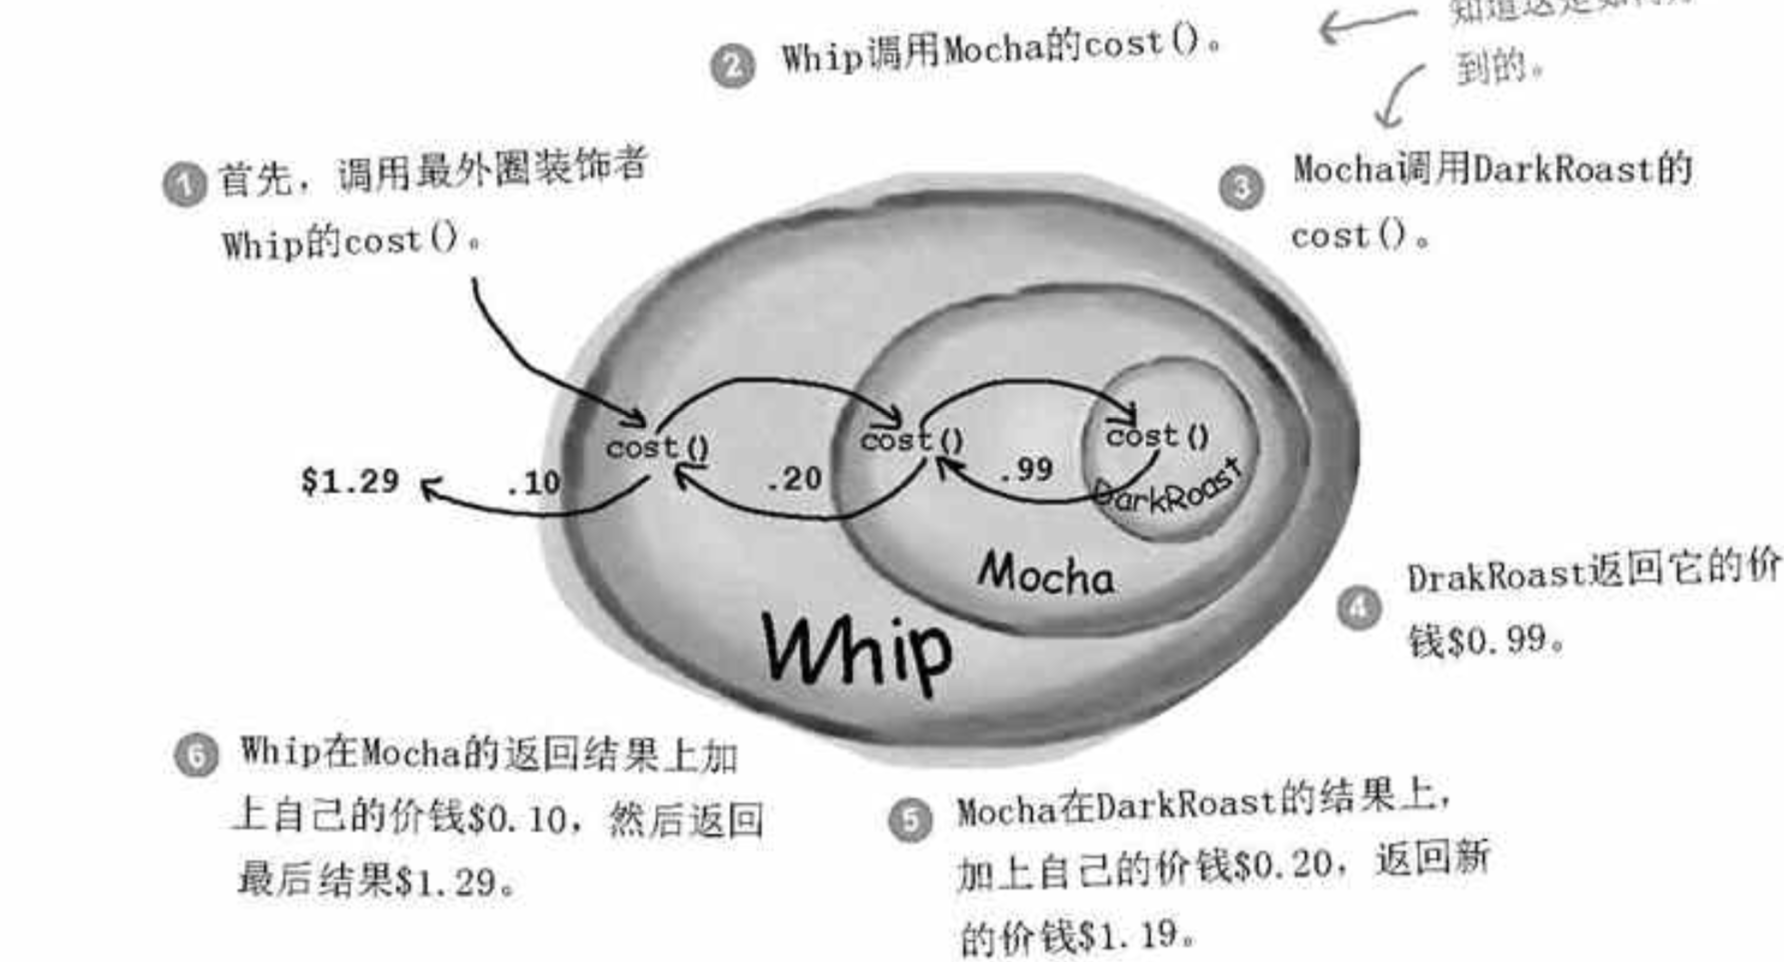 知道这是如何办
到的。
② Whip调用Mocha的cost()。
① 首先，调用最外圈装饰者
Whip的cost()。
③ Mocha调用DarkRoast的
cost()。
cost()
cost()
cost()
$1.29
.10
.20
.99
DarkRoast
Mocha
Whip
④ DrakRoast返回它的价
钱$0.99。
⑥ Whip在Mocha的返回结果上加
上自己的价钱$0.10，然后返回
最后结果$1.29。
⑤ Mocha在DarkRoast的结果上，
加上自己的价钱$0.20，返回新
的价钱$1.19。